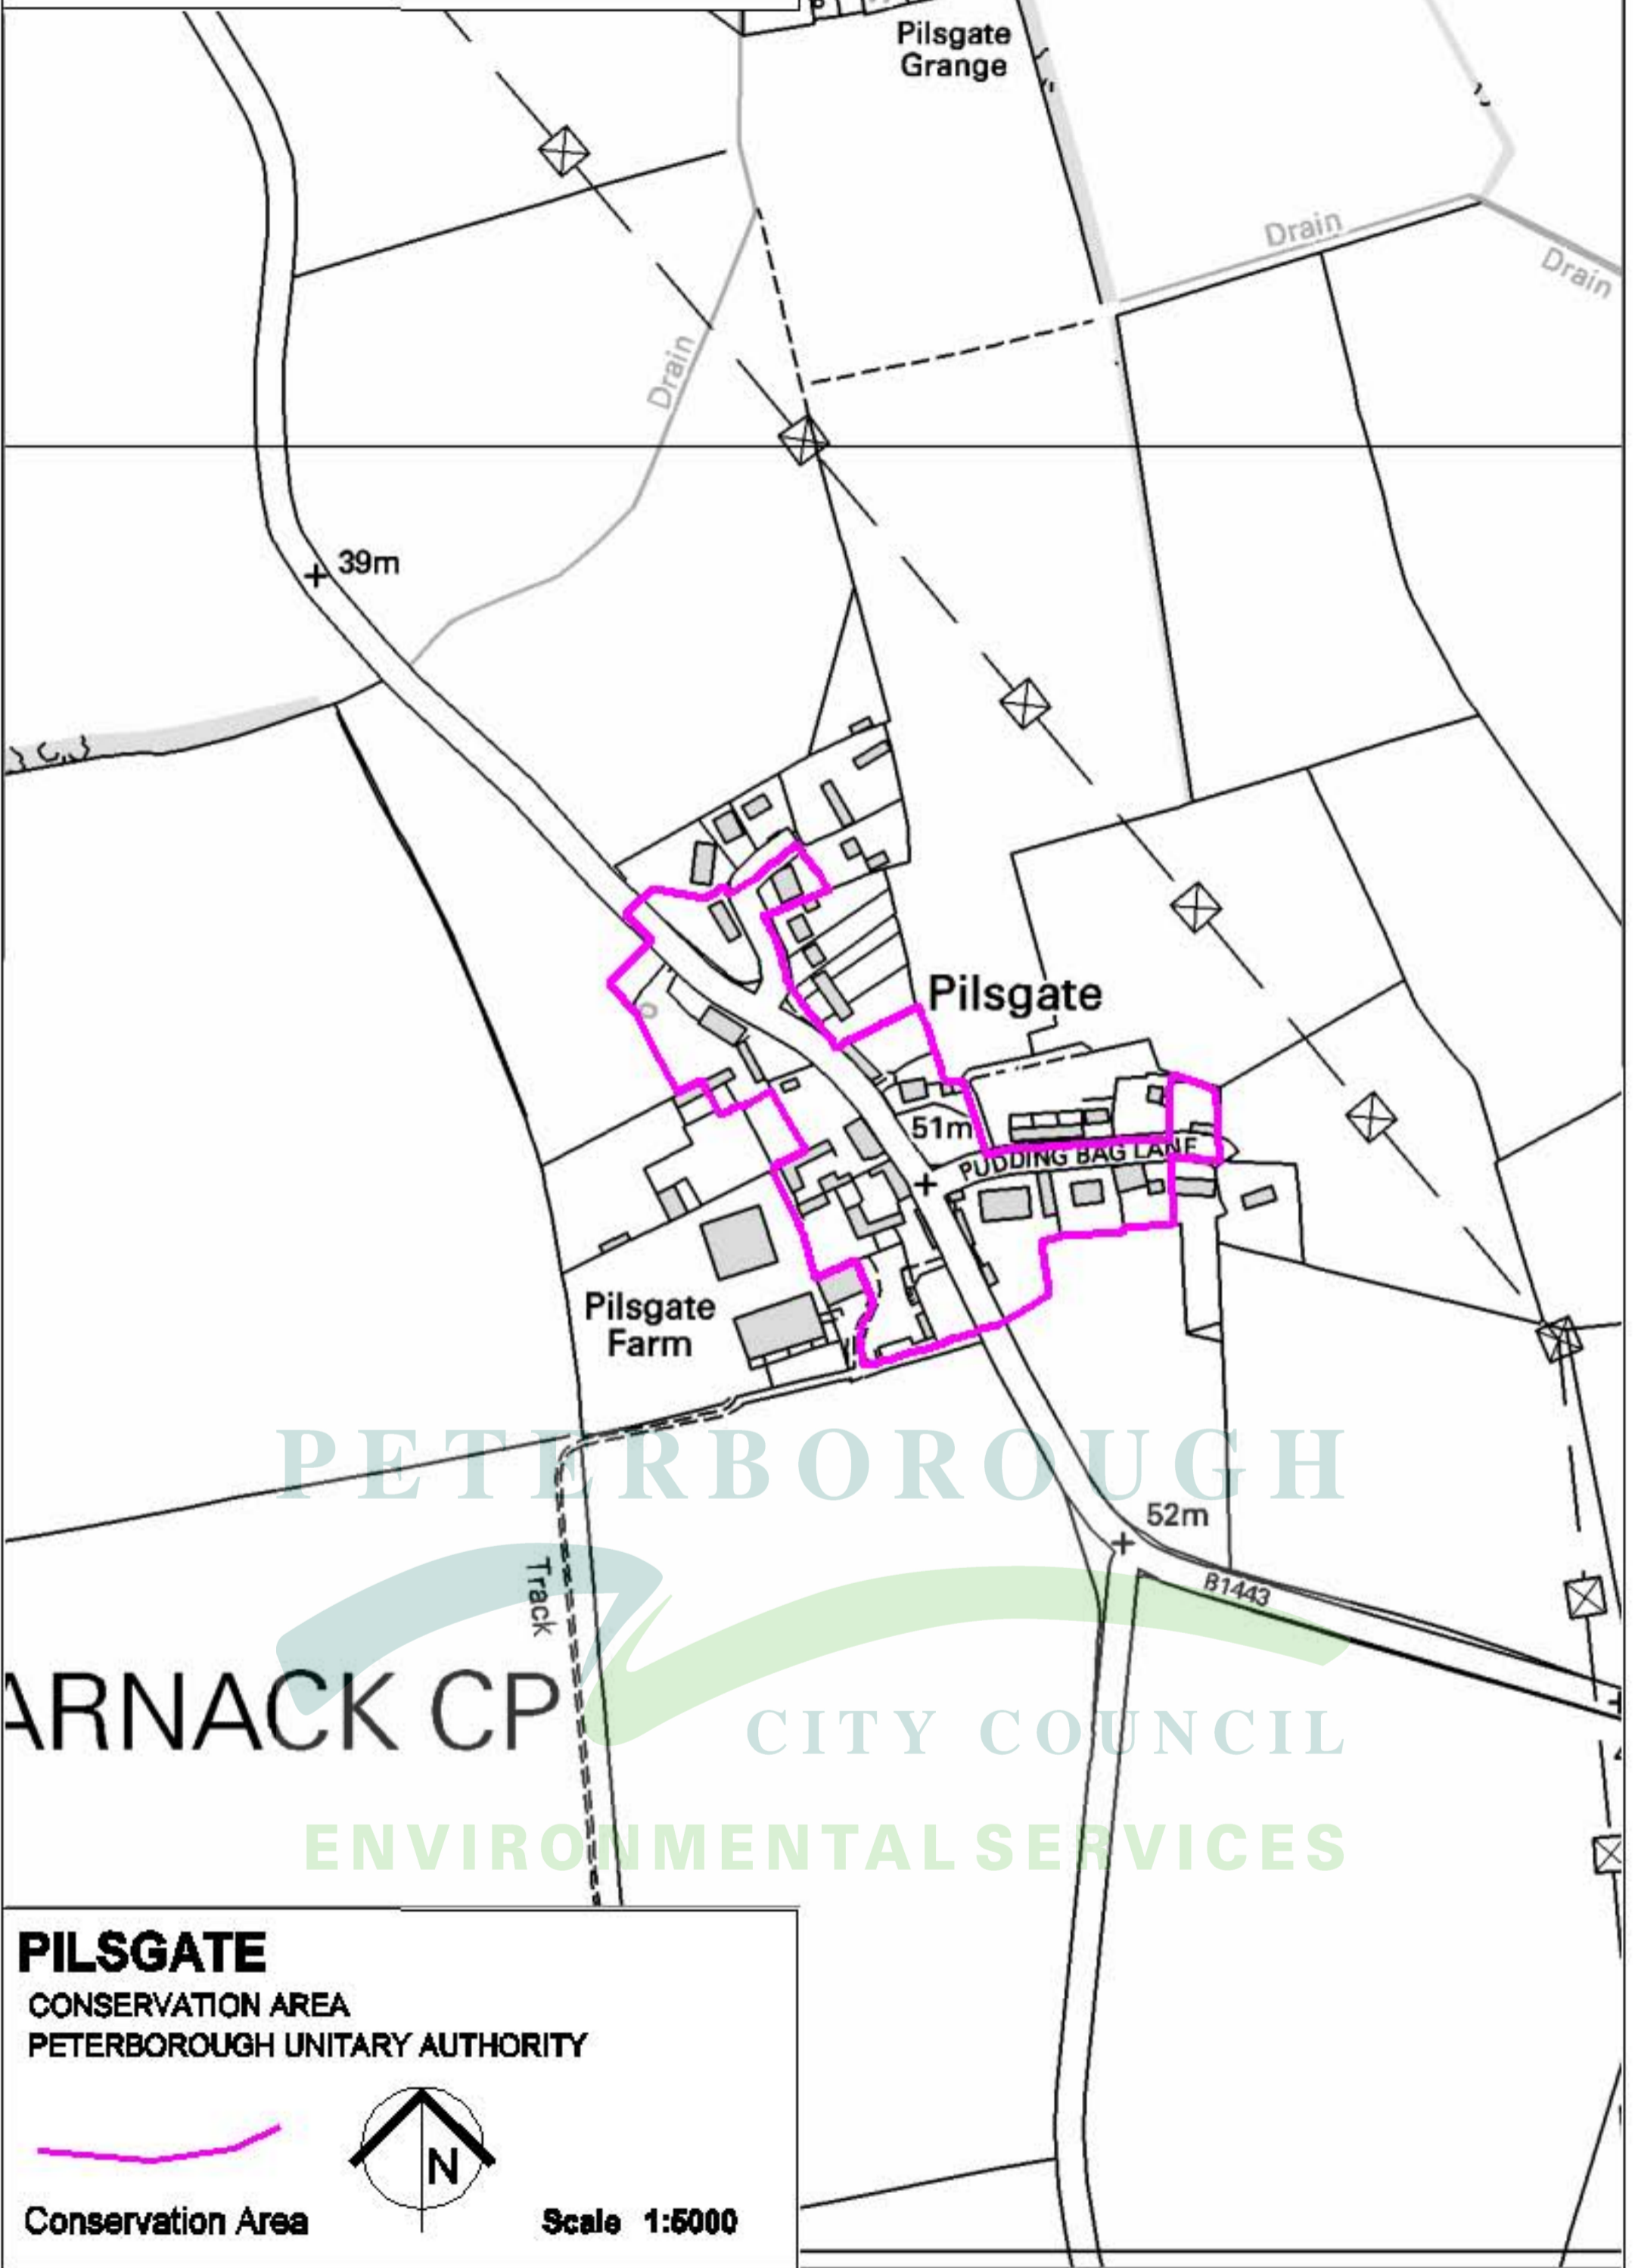 Pilsgate
Grange
Drain
Drain
Drain
39m
Pilsgate
51m
PUDDING BAG LANE
Pilsgate
Farm
PETERBOROUGH
52m
B1443
Track
ARNACK CP
CITY COUNCIL
ENVIRONMENTAL SERVICES
PILSGATE
CONSERVATION AREA
PETERBOROUGH UNITARY AUTHORITY
N
Conservation Area
Scale 1:5000